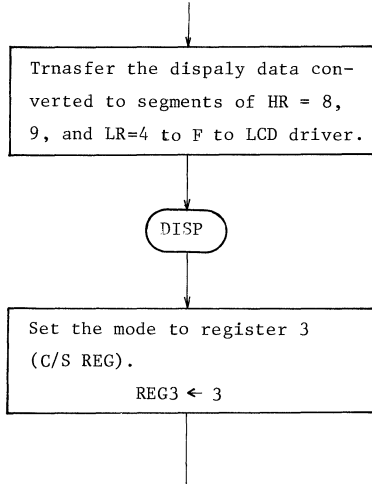 Trnasfer the dispaly data con-
verted to segments of HR = 8,
9, and LR=4 to F to LCD driver.
DISP
Set the mode to register 3
(C/S REG).
REG3 ← 3